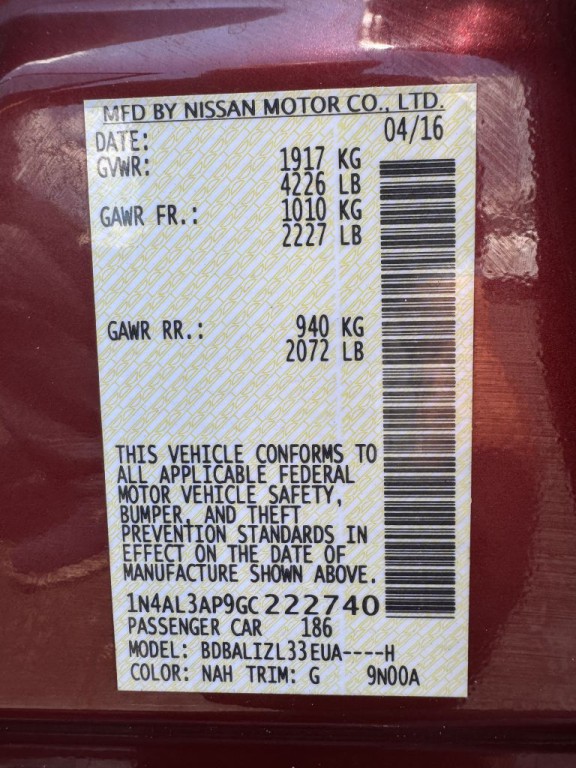 MFD BY NISSAN MOTOR CO., LTD.
DATE: 04/16
GVWR: 1917 KG
4226 LB
GAWR FR.: 1010 KG
2227 LB
GAWR RR.: 940 KG
2072 LB
THIS VEHICLE CONFORMS TO
ALL APPLICABLE FEDERAL
MOTOR VEHICLE SAFETY,
BUMPER, AND THEFT
PREVENTION STANDARDS IN
EFFECT ON THE DATE OF
MANUFACTURE SHOWN ABOVE.
1N4AL3AP9GC222740
PASSENGER CAR 186
MODEL: BDBALIZL33EUA----H
COLOR: NAH TRIM: G 9N00A